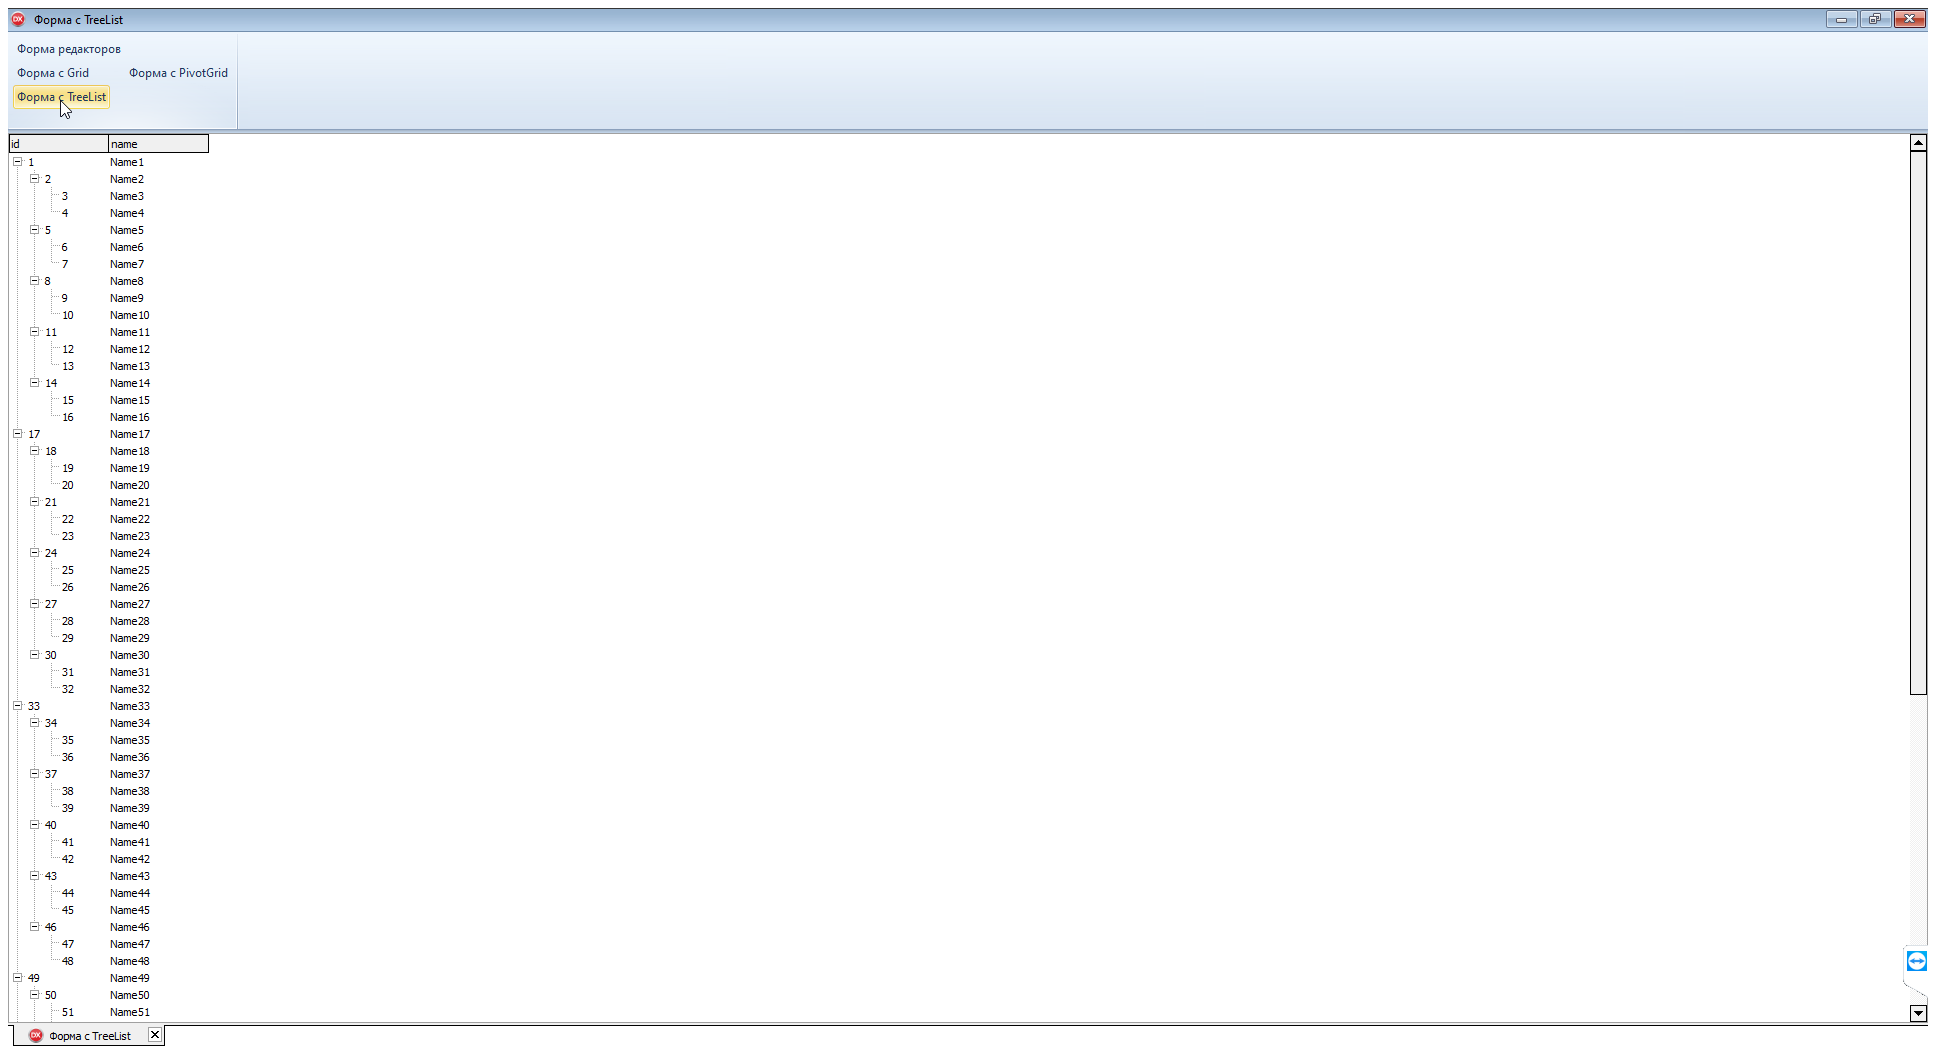 Форма с TreeList
Форма редакторов
Форма с Grid Форма с PivotGrid
Форма с TreeList
id name
1 Name1
2 Name2
3 Name3
4 Name4
5 Name5
6 Name6
7 Name7
8 Name8
9 Name9
10 Name10
11 Name11
12 Name12
13 Name13
14 Name14
15 Name15
16 Name16
17 Name17
18 Name18
19 Name19
20 Name20
21 Name21
22 Name22
23 Name23
24 Name24
25 Name25
26 Name26
27 Name27
28 Name28
29 Name29
30 Name30
31 Name31
32 Name32
33 Name33
34 Name34
35 Name35
36 Name36
37 Name37
38 Name38
39 Name39
40 Name40
41 Name41
42 Name42
43 Name43
44 Name44
45 Name45
46 Name46
47 Name47
48 Name48
49 Name49
50 Name50
51 Name51
Форма с TreeList